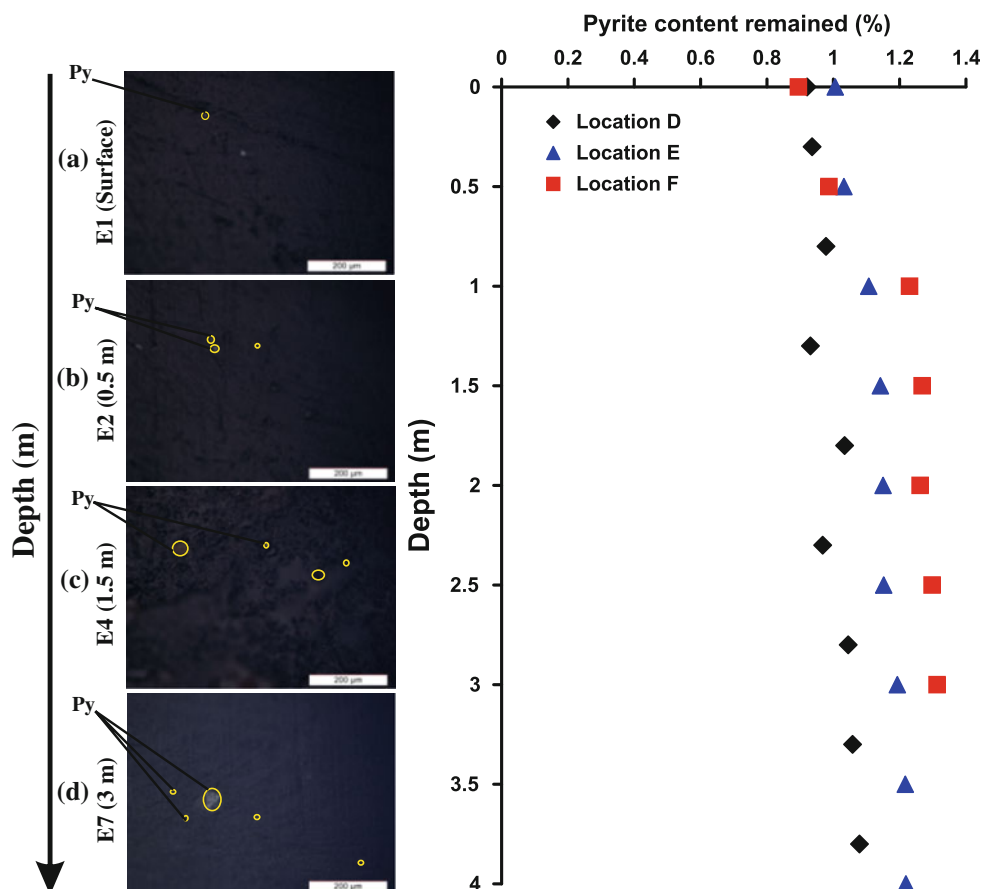 Depth (m)
Py
(a)
E1 (Surface)
200 µm
Py
(b)
E2 (0.5 m)
200 µm
Py
(c)
E4 (1.5 m)
200 µm
Py
(d)
E7 (3 m)
200 µm
Pyrite content remained (%)
0 0.2 0.4 0.6 0.8 1 1.2 1.4
Depth (m)
0
0.5
1
1.5
2
2.5
3
3.5
4
Location D
Location E
Location F